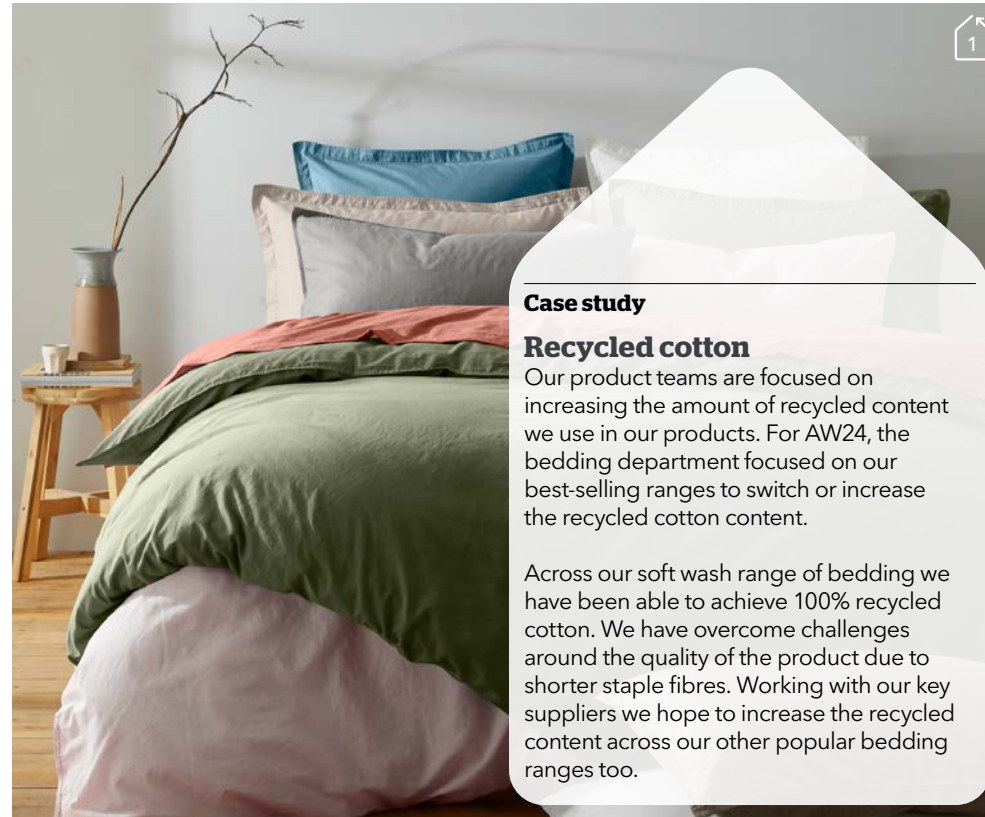 1
Case study
Recycled cotton
Our product teams are focused on
increasing the amount of recycled content
we use in our products. For AW24, the
bedding department focused on our
best-selling ranges to switch or increase
the recycled cotton content.
Across our soft wash range of bedding we
have been able to achieve 100% recycled
cotton. We have overcome challenges
around the quality of the product due to
shorter staple fibres. Working with our key
suppliers we hope to increase the recycled
content across our other popular bedding
ranges too.